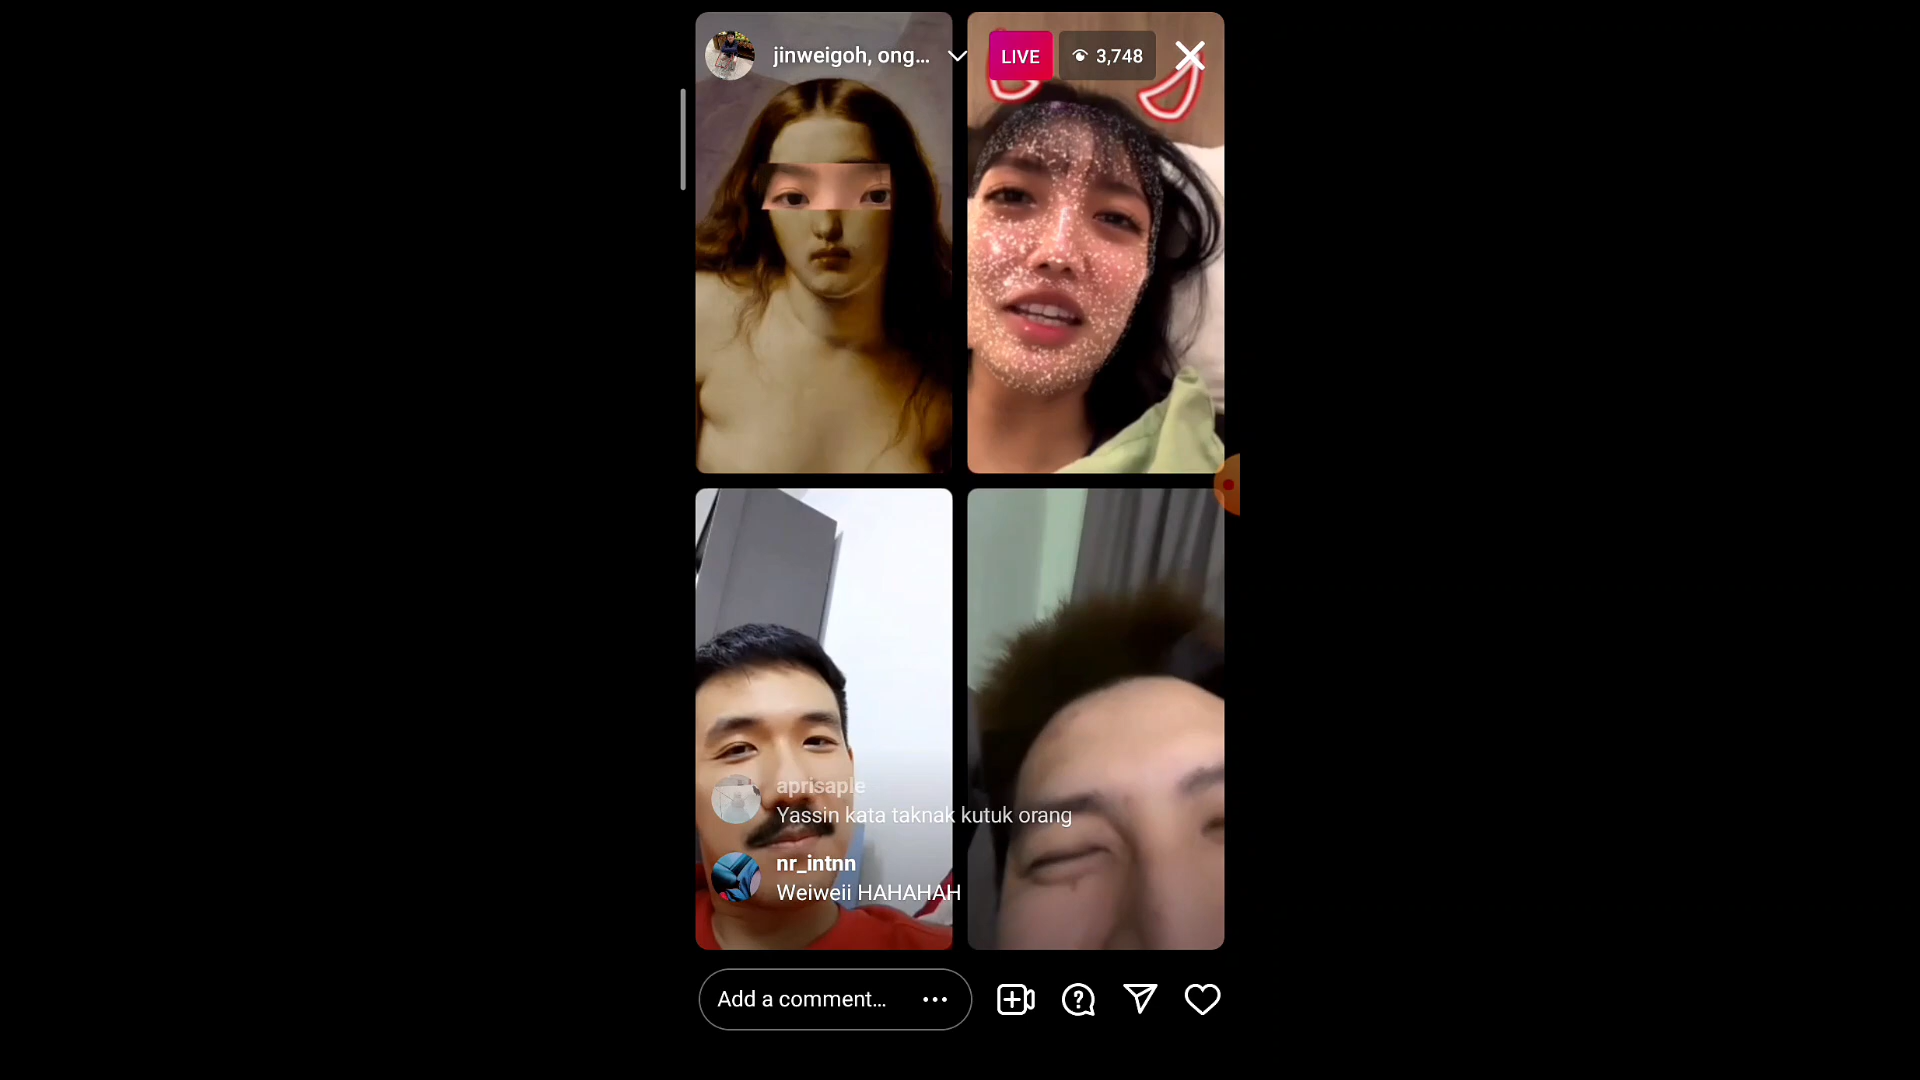 jinweigoh, ong...
LIVE
3,748
aprisaple
Yassin kata taknak kutuk orang
nr_intnn
Weiweii HAHAHAH
Add a comment...